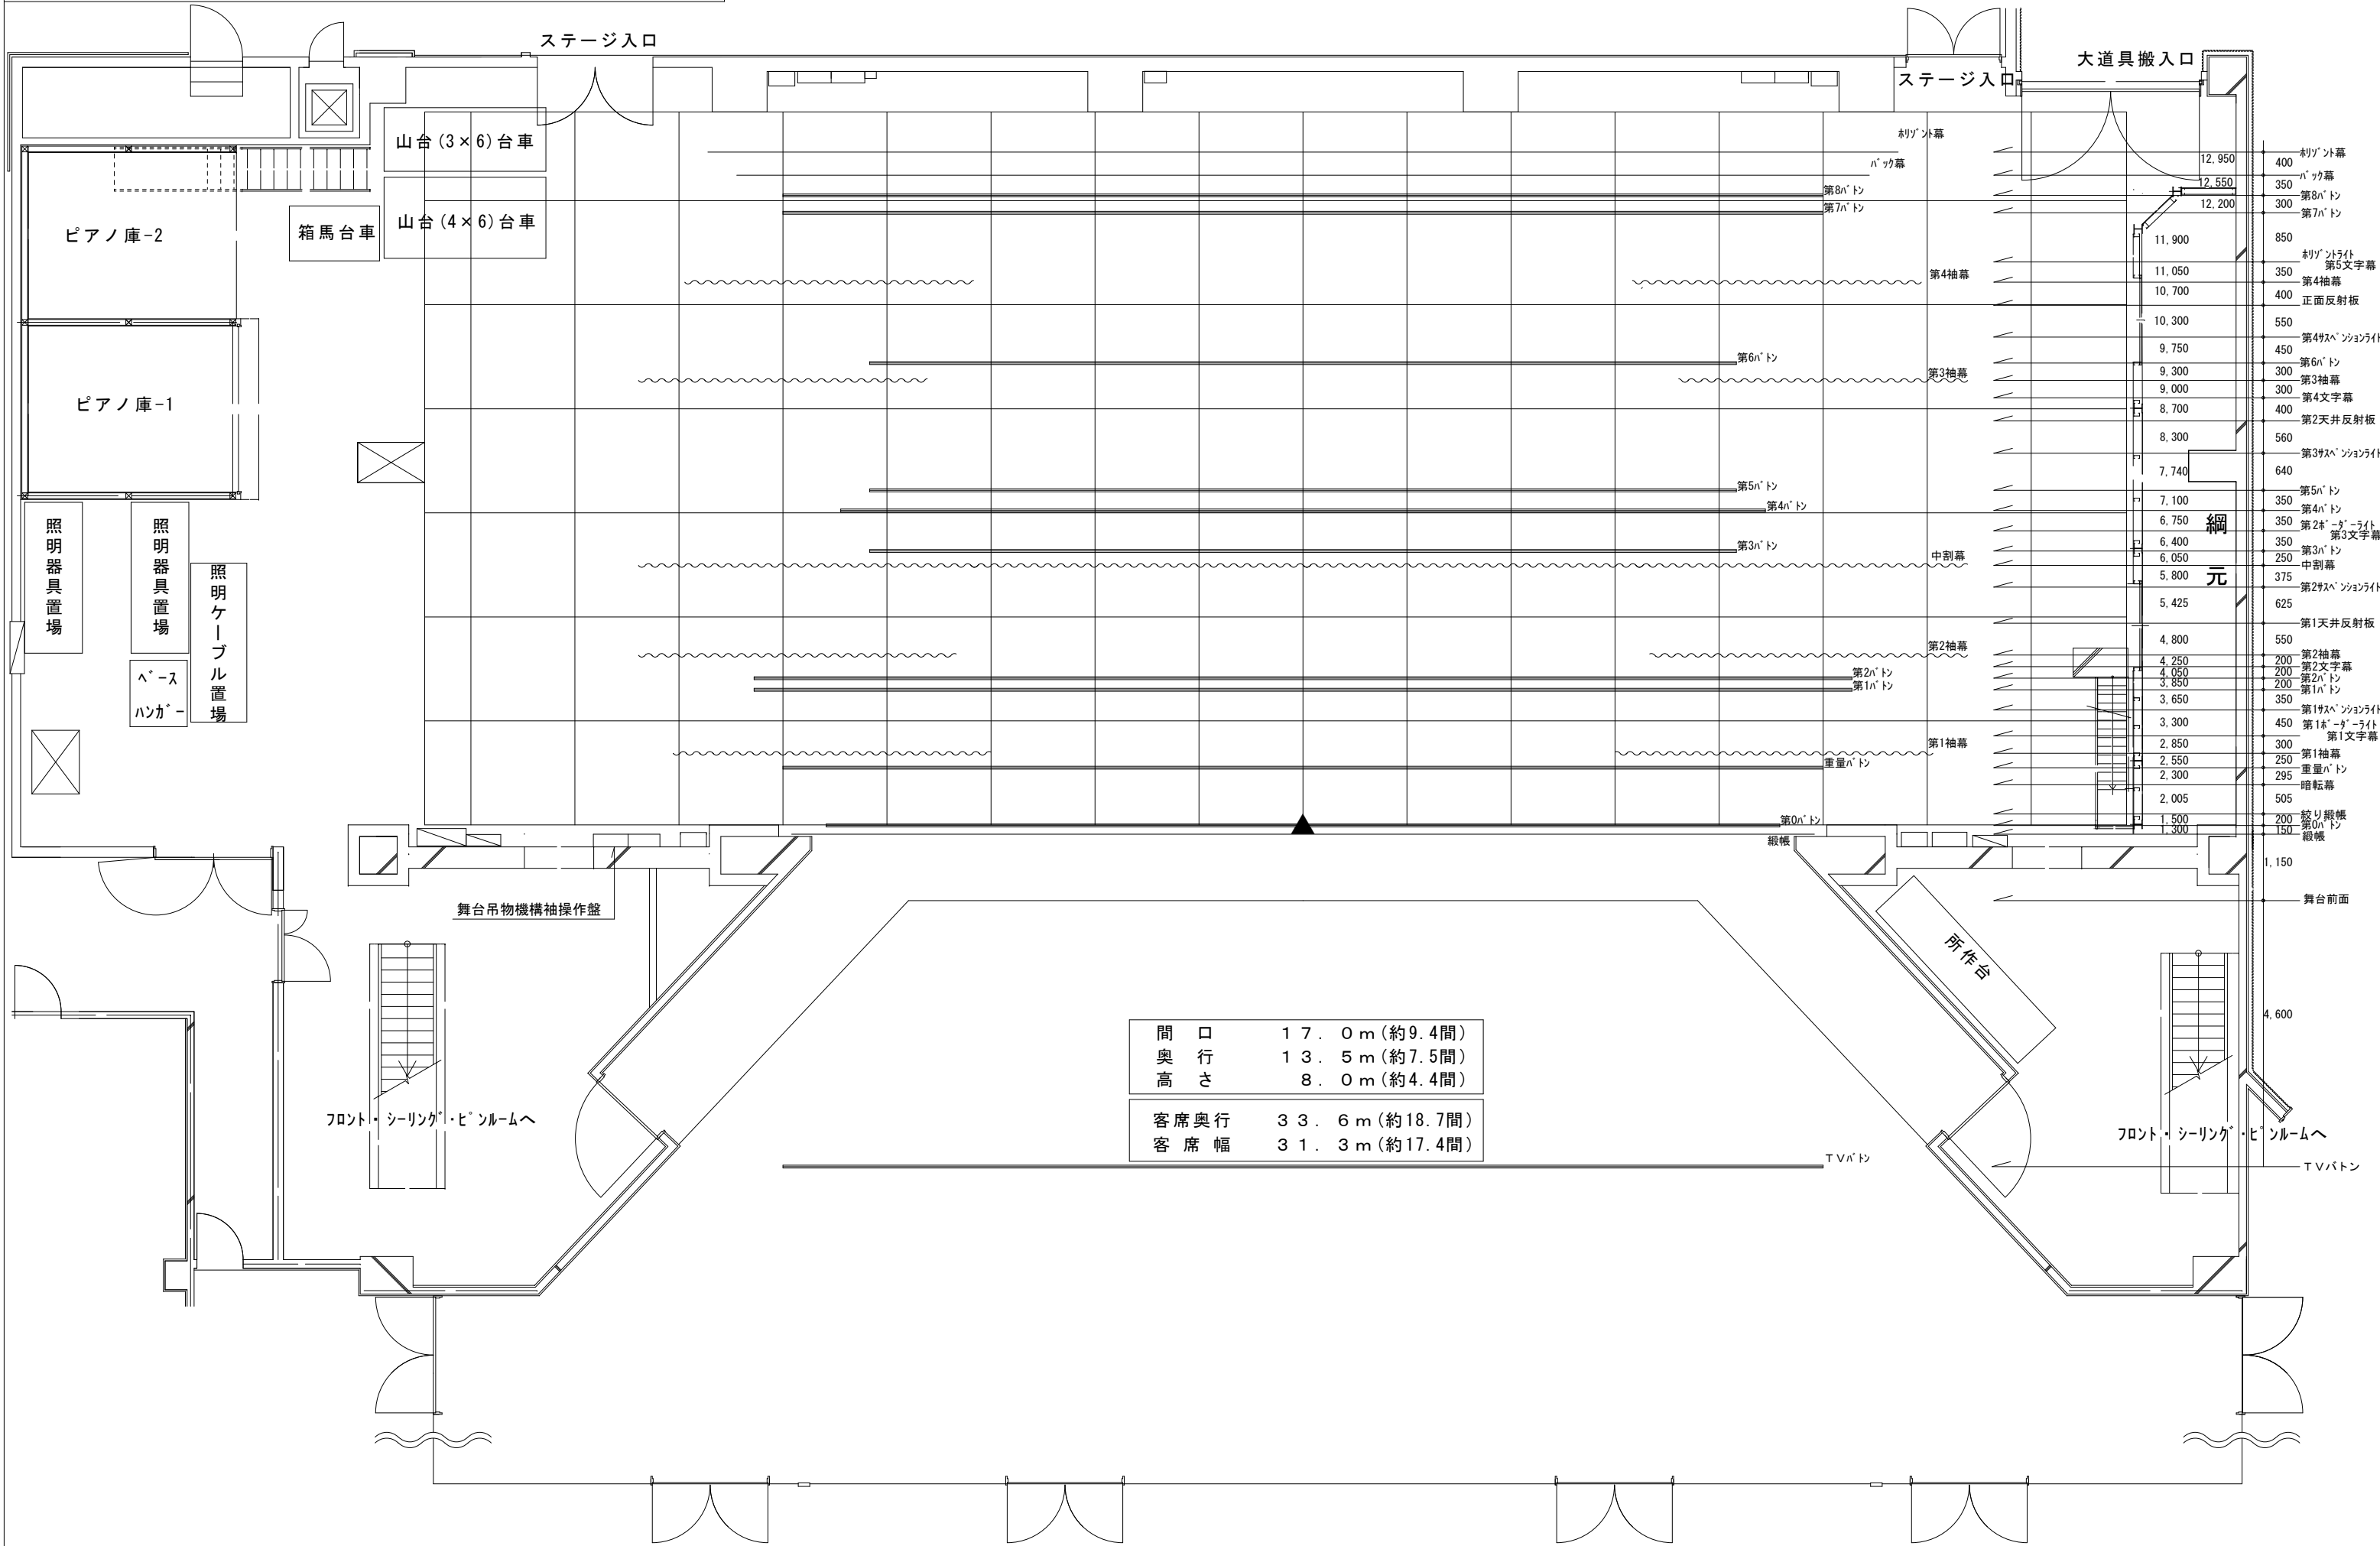 ステージ入口
ステージ入口
大道具搬入口
山台(3×6)台車
山台(4×6)台車
箱馬台車
ピアノ庫-2
ピアノ庫-1
照明器具置場
照明器具置場
照明ケーブル置場
ベース
ハンガー
ホリゾント幕
バック幕
第8バトン
第7バトン
第4袖幕
第6バトン
第3袖幕
第5バトン
第4バトン
第3バトン
中割幕
第2袖幕
第2バトン
第1バトン
第1袖幕
重量バトン
第0バトン
緞帳
舞台吊物機構袖操作盤
綱元
12,950
12,550
12,200
11,900
11,050
10,700
10,300
9,750
9,300
9,000
8,700
8,300
7,740
7,100
6,750
6,400
6,050
5,800
5,425
4,800
4,250
4,050
3,850
3,650
3,300
2,850
2,550
2,300
2,005
1,500
1,300
400
350
300
850
350
400
550
450
300
300
400
560
640
350
350
350
250
375
625
550
200
200
200
350
450
300
250
295
505
200
150
1,150
4,600
ホリゾント幕
バック幕
第8バトン
第7バトン
ホリゾントライト
第5文字幕
第4袖幕
正面反射板
第4サスペンションライト
第6バトン
第3袖幕
第4文字幕
第2天井反射板
第3サスペンションライト
第5バトン
第4バトン
第2ボーダーライト
第3文字幕
第3バトン
中割幕
第2サスペンションライト
第1天井反射板
第2袖幕
第2文字幕
第2バトン
第1バトン
第1サスペンションライト
第1ボーダーライト
第1文字幕
第1袖幕
重量バトン
暗転幕
絞り緞帳
第0バトン
緞帳
舞台前面
TVバトン
所作台
間口 17.0m(約9.4間)
奥行 13.5m(約7.5間)
高さ 8.0m(約4.4間)
客席奥行 33.6m(約18.7間)
客席幅 31.3m(約17.4間)
TVバトン
フロント・シーリング・ピンルームへ
フロント・シーリング・ピンルームへ